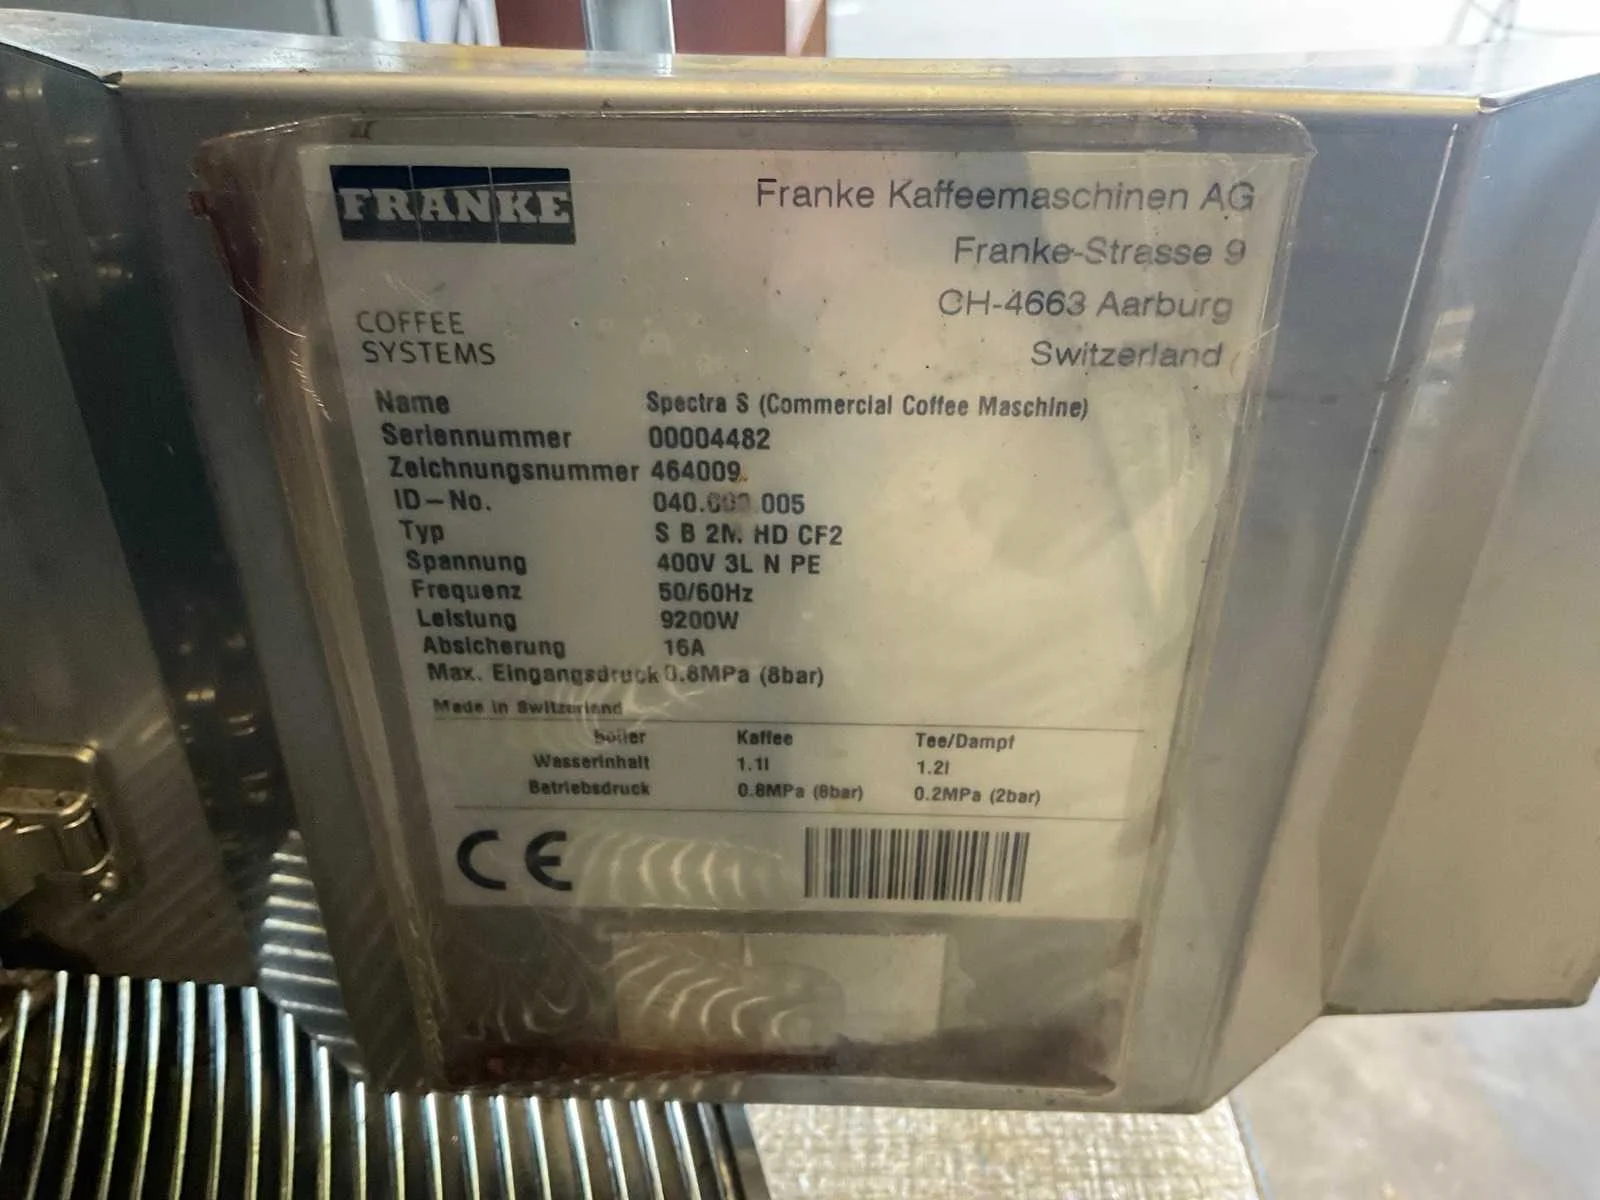 FRANKE
Franke Kaffeemaschinen AG
Franke-Strasse 9
CH-4663 Aarburg
Switzerland
COFFEE
SYSTEMS
Name Spectra S (Commercial Coffee Maschine)
Seriennummer 00004482
Zeichnungsnummer 464009
ID-No.
Typ S B 2M HD CF2
Spannung 400V 3L N PE
Frequenz 50/60Hz
Leistung 9200W
Absicherung 16A
Max. Eingangsdruck 0.8MPa (8bar)
Made in Switzerland
boiler Kaffee Tee/Dampf
Wasserinhalt 1.1l 1.2l
Betriebsdruck 0.8MPa (8bar) 0.2MPa (2bar)
CE